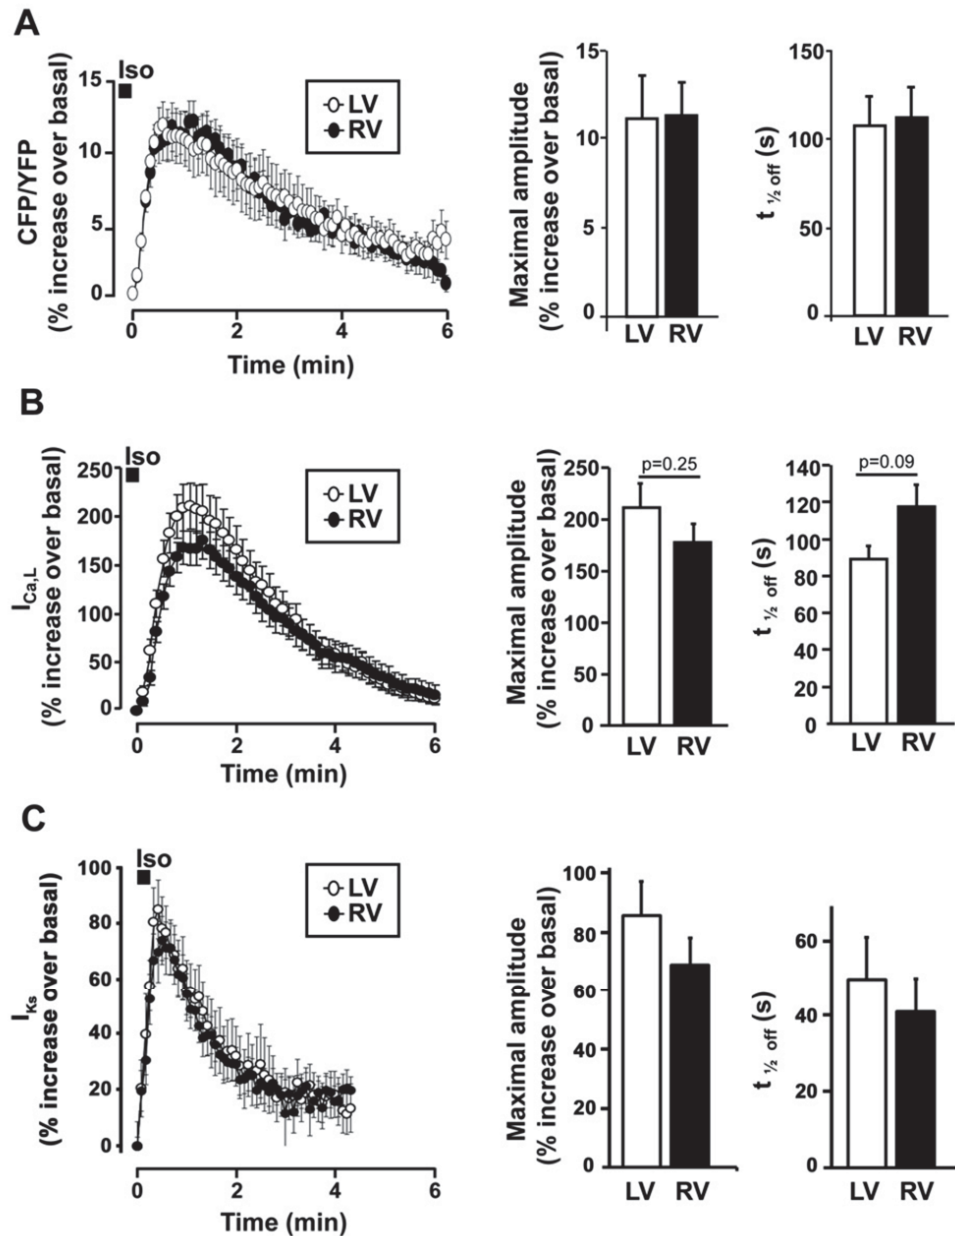 A
Iso
CFP/YFP
(% increase over basal)
15
10
5
0
LV
RV
0 2 4 6
Time (min)
Maximal amplitude
(% increase over basal)
15
10
5
0
LV RV
t ½ off (s)
150
100
50
0
LV RV
B
Iso
I Ca,L
(% increase over basal)
250
200
150
100
50
0
LV
RV
0 2 4 6
Time (min)
Maximal amplitude
(% increase over basal)
250
200
150
100
50
0
p=0.25
LV RV
t ½ off (s)
140
120
100
80
60
40
20
0
p=0.09
LV RV
C
Iso
I Ks
(% increase over basal)
100
80
60
40
20
0
LV
RV
0 2 4 6
Time (min)
Maximal amplitude
(% increase over basal)
100
80
60
40
20
0
LV RV
t ½ off (s)
60
40
20
0
LV RV